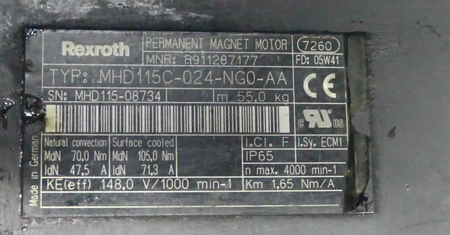 Rexroth PERMANENT MAGNET MOTOR 7260
MNR: R911287177 FD: 05W41
TYP: MHD115C-024-NG0-AA
SN: MHD115-08734 m 55.0 kg
CE
Natural convection Surface cooled I.Cl. F I.Sy. ECM1
MdN 70,0 Nm MdN 105,0 Nm IP65
IdN 47,5 A IdN 71,3 A n max. 4000 min-1
KE(eff) 148.0 V/1000 min-1 Km 1.65 Nm/A
Made in Germany